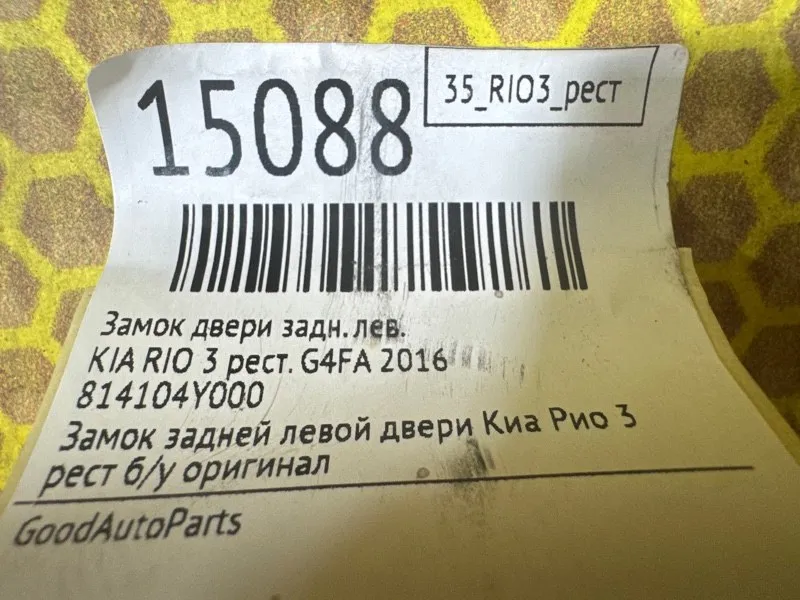 15088
35_RIO3_рест
Замок двери задн. лев.
KIA RIO 3 рест. G4FA 2016
814104Y000
Замок задней левой двери Киа Рио 3
рест б/у оригинал
GoodAutoParts